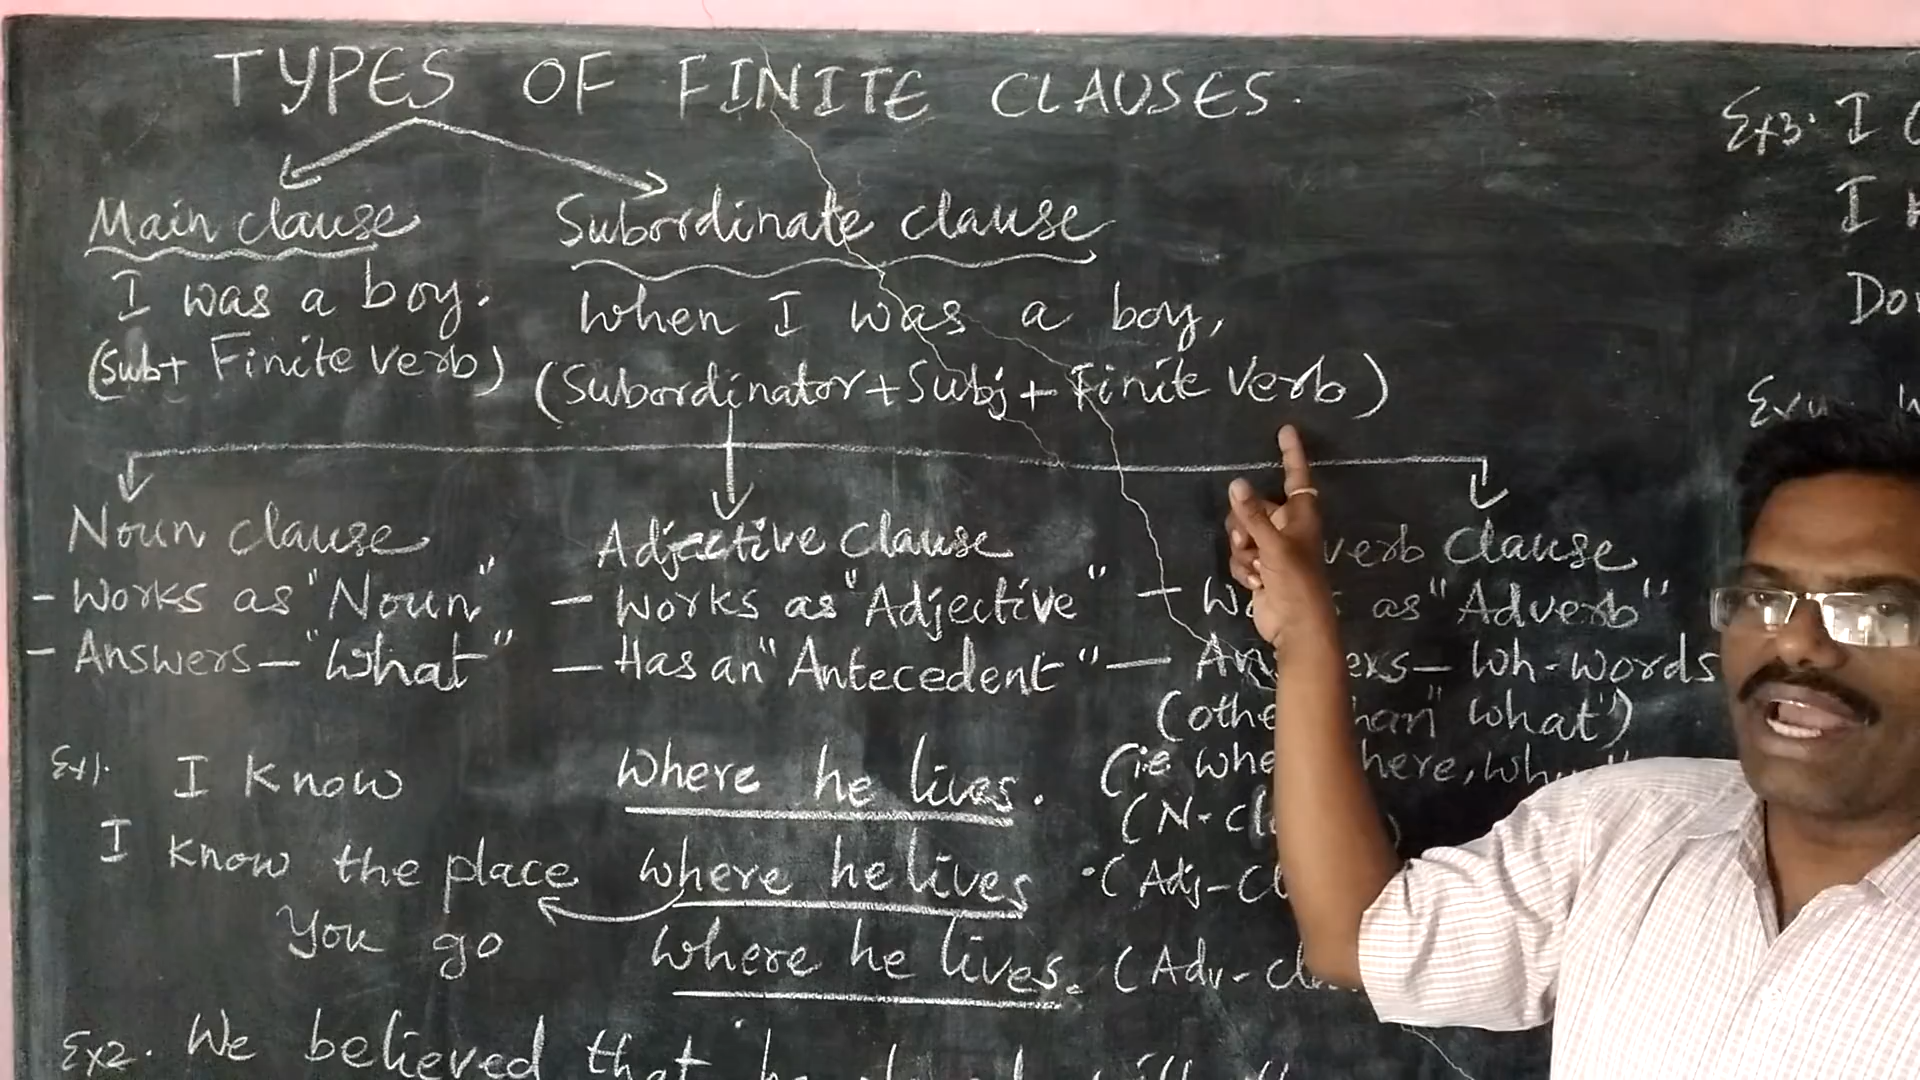 TYPES OF FINITE CLAUSES.
Main clause
Subordinate clause
I was a boy.
When I was a boy,
(Sub+ Finite verb)
(Subordinator + Subj + Finite verb)
Noun clause
- Works as "Noun"
- Answers - "What"
Adjective Clause
- Works as "Adjective"
- Has an "Antecedent"
verb Clause
- as "Adverb"
- Wh-words
"what")
(ie
Ex1. I know where he lives.
(N-
I know the place where he lives
(Adj-
You go where he lives. (Adv-
Ex2. We believed that
Ex3. I
I